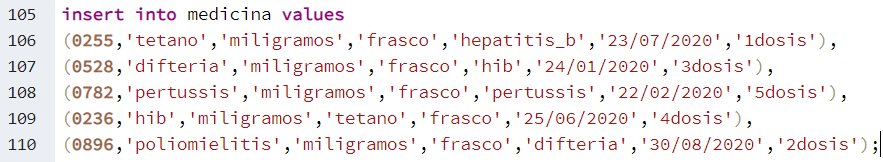 105 insert into medicina values
106 (0255,'tetano','miligramos','frasco','hepatitis_b','23/07/2020','1dosis'),
107 (0528,'difteria','miligramos','frasco','hib','24/01/2020','3dosis'),
108 (0782,'pertussis','miligramos','frasco','pertussis','22/02/2020','5dosis'),
109 (0236,'hib','miligramos','tetano','frasco','25/06/2020','4dosis'),
110 (0896,'poliomielitis','miligramos','frasco','difteria','30/08/2020','2dosis');